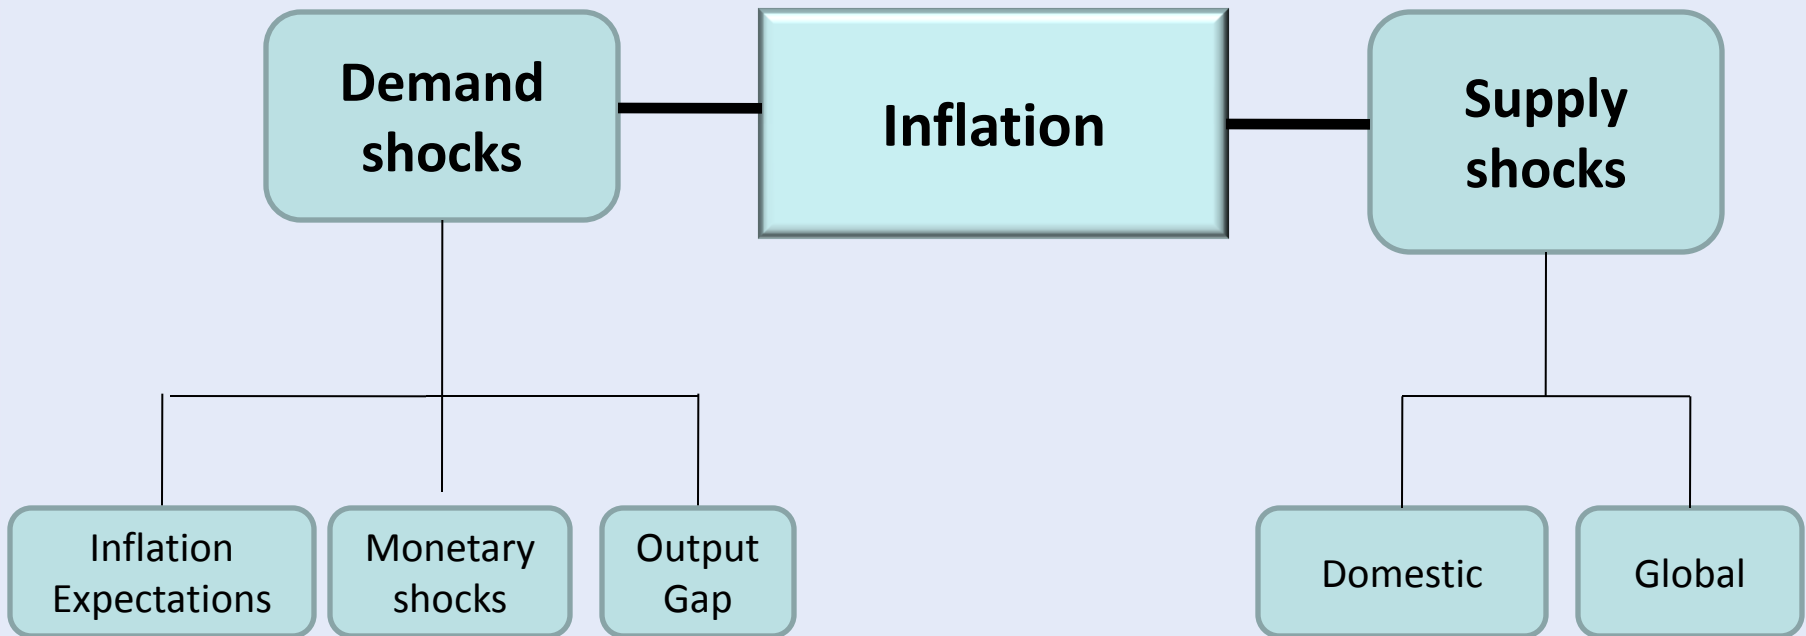 Demand
shocks
Inflation
Supply
shocks
Inflation
Expectations
Monetary
shocks
Output
Gap
Domestic
Global